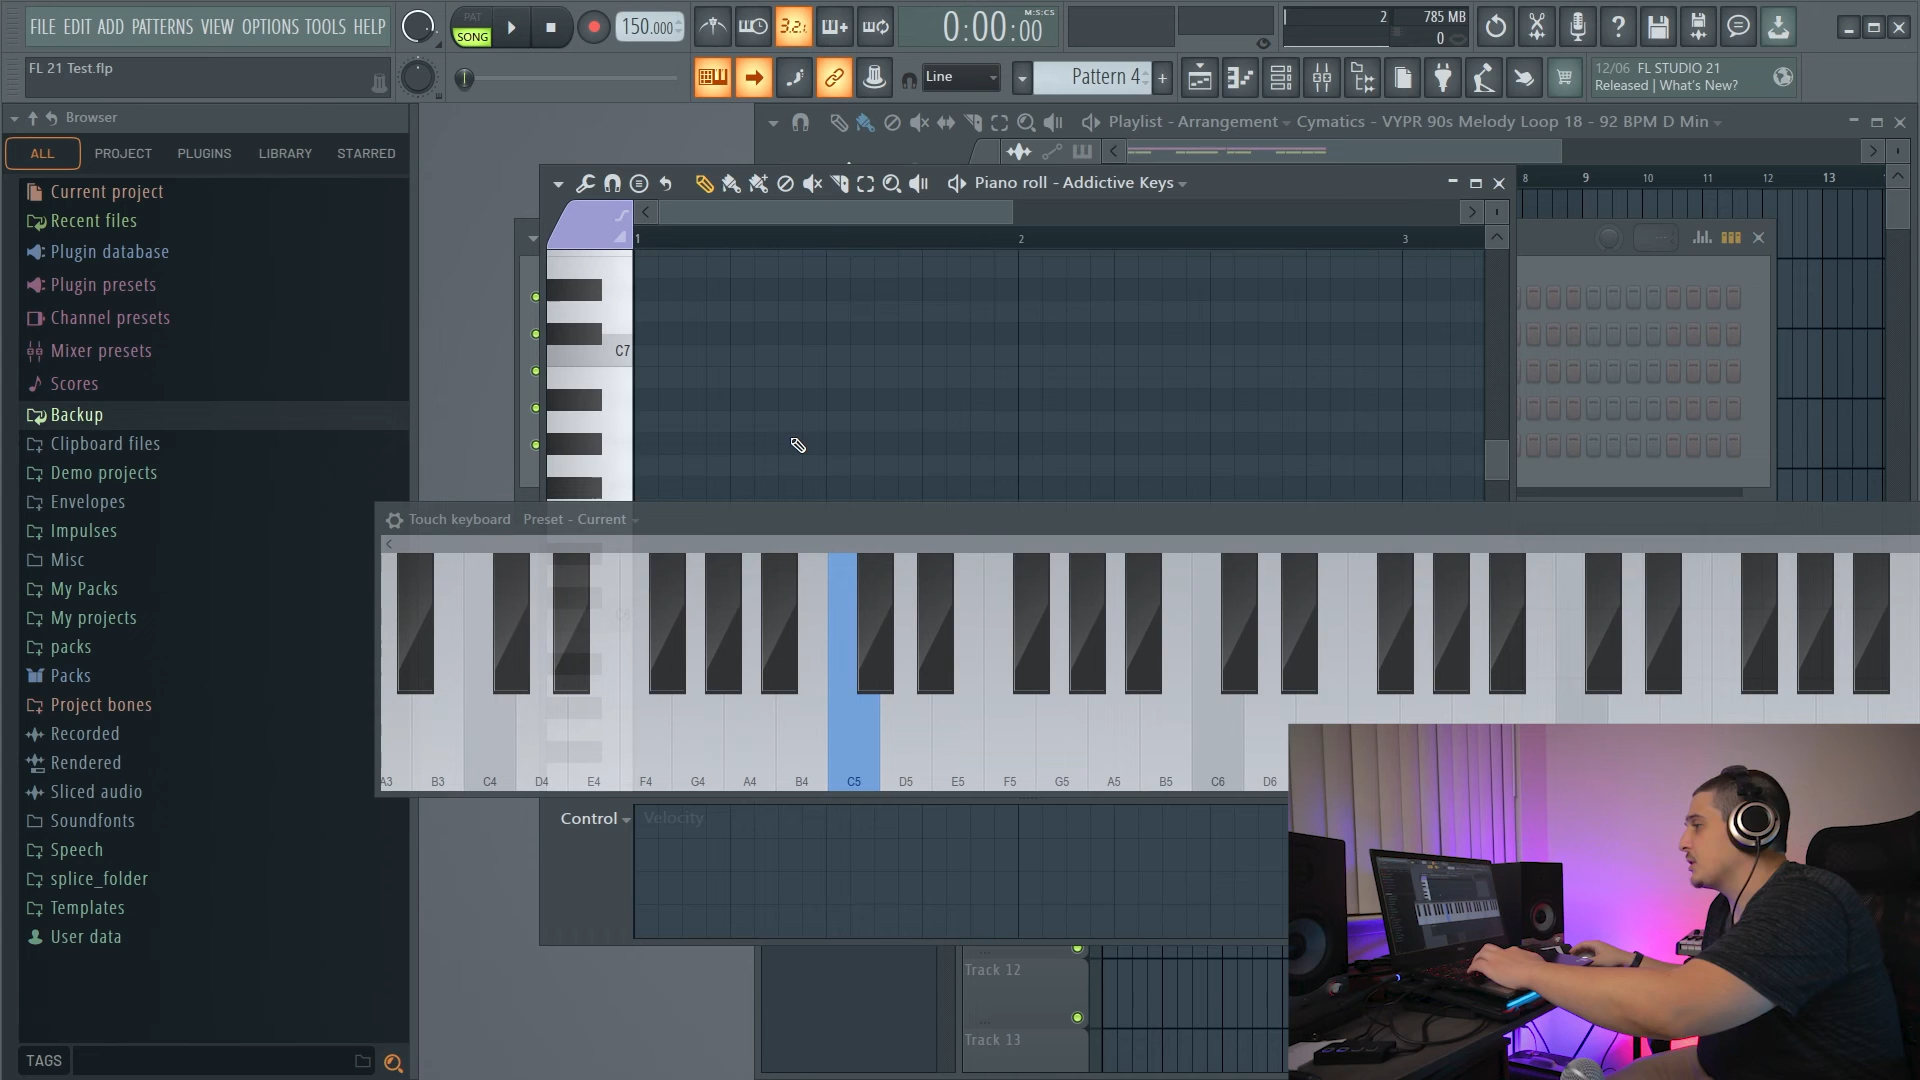 FILE EDIT ADD PATTERNS VIEW OPTIONS TOOLS HELP
PAT
SONG
150.000
3.2.1
0:00:00
M:S:CS
2
785 MB
0
FL 21 Test.flp
Line
Pattern 4
12/06 FL STUDIO 21
Released | What's New?
Browser
ALL PROJECT PLUGINS LIBRARY STARRED
Current project
Recent files
Plugin database
Plugin presets
Channel presets
Mixer presets
Scores
Backup
Clipboard files
Demo projects
Envelopes
Impulses
Misc
My Packs
My projects
packs
Packs
Project bones
Recorded
Rendered
Sliced audio
Soundfonts
Speech
splice_folder
Templates
User data
TAGS
Playlist - Arrangement Cymatics - VYPR 90s Melody Loop 18 - 92 BPM D Min
8 9 10 11 12 13
Piano roll - Addictive Keys
1 2 3
C7
C6
Touch keyboard Preset - Current
A3 B3 C4 D4 E4 F4 G4 A4 B4 C5 D5 E5 F5 G5 A5 B5 C6 D6
Control Velocity
Track 12
Track 13